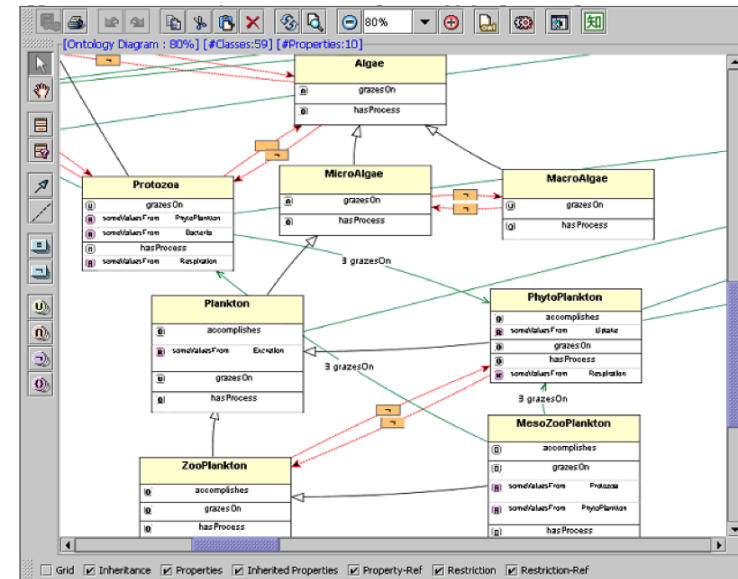 80%
知
[Ontology Diagram : 80%] [#Classes:59] [#Properties:10]
Algae
grazesOn
hasProcess
Protozoa
grazesOn
someValuesFrom PhytoPlankton
someValuesFrom Bacteria
hasProcess
someValuesFrom Respiration
MicroAlgae
grazesOn
hasProcess
MacroAlgae
grazesOn
hasProcess
∃ grazesOn
Plankton
accomplishes
someValuesFrom Excretion
grazesOn
hasProcess
PhytoPlankton
accomplishes
someValuesFrom Uptake
grazesOn
hasProcess
someValuesFrom Respiration
∃ grazesOn
∃ grazesOn
ZooPlankton
accomplishes
grazesOn
hasProcess
MesoZooPlankton
accomplishes
grazesOn
someValuesFrom Protozoa
someValuesFrom PhytoPlankton
hasProcess
Grid Inheritance Properties Inherited Properties Property-Ref Restriction Restriction-Ref